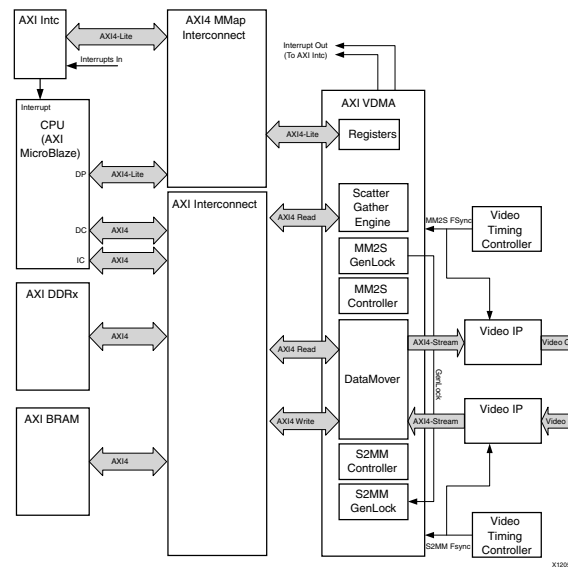 AXI Intc
AXI4-Lite
Interrupts In
AXI4 MMap
Interconnect
Interrupt Out
(To AXI Intc)
Interrupt
CPU
(AXI
MicroBlaze)
DP
AXI4-Lite
DC
AXI4
IC
AXI4
AXI VDMA
AXI4-Lite
Registers
AXI Interconnect
AXI4 Read
Scatter
Gather
Engine
MM2S FSync
Video
Timing
Controller
MM2S
GenLock
MM2S
Controller
AXI DDRx
AXI4
AXI4 Read
DataMover
AXI4-Stream
Video IP
Video O
GenLock
AXI BRAM
AXI4
AXI4 Write
AXI4-Stream
Video IP
Video
S2MM
Controller
S2MM
GenLock
S2MM Fsync
Video
Timing
Controller